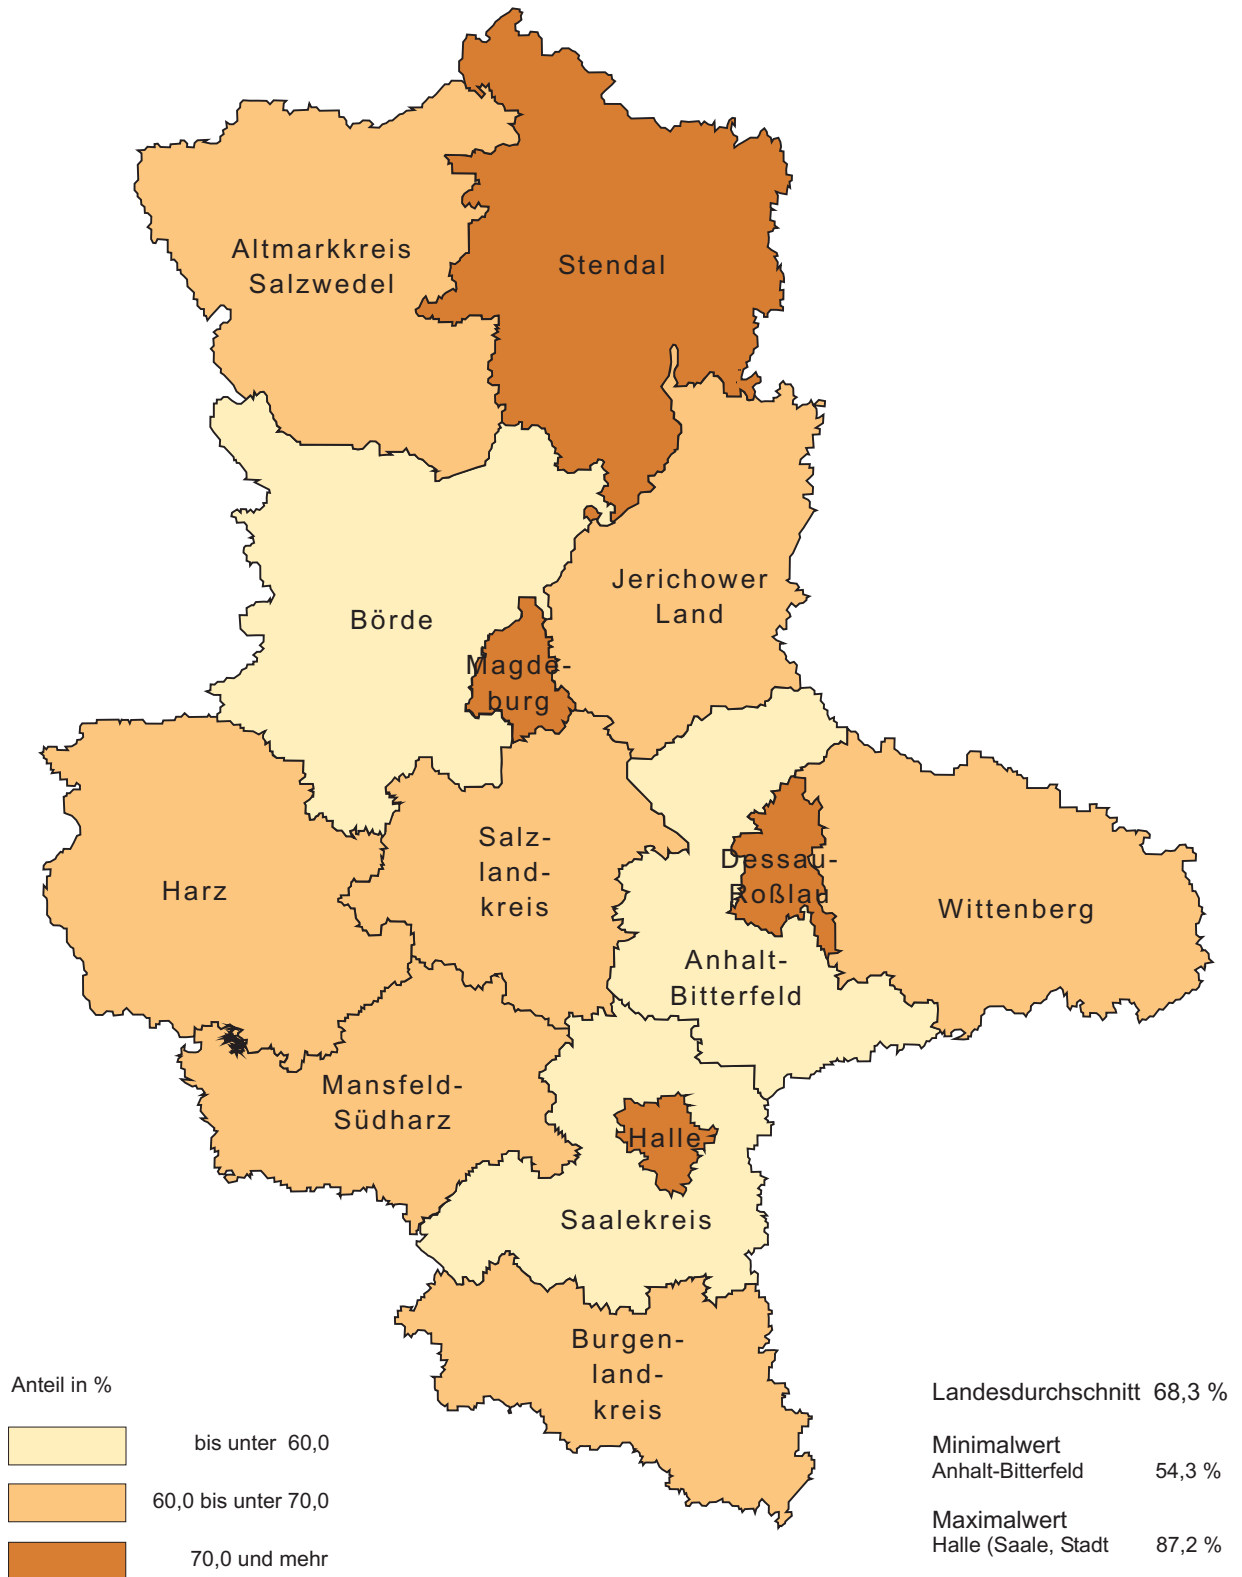 Altmarkkreis
Salzwedel
Stendal
Jerichower
Land
Börde
Magde-
burg
Salz-
land-
kreis
Harz
Dessau-
Roßlau
Wittenberg
Anhalt-
Bitterfeld
Mansfeld-
Südharz
Halle
Saalekreis
Burgen-
land-
kreis
Anteil in %
bis unter 60,0
60,0 bis unter 70,0
70,0 und mehr
Landesdurchschnitt 68,3 %
Minimalwert
Anhalt-Bitterfeld 54,3 %
Maximalwert
Halle (Saale, Stadt 87,2 %